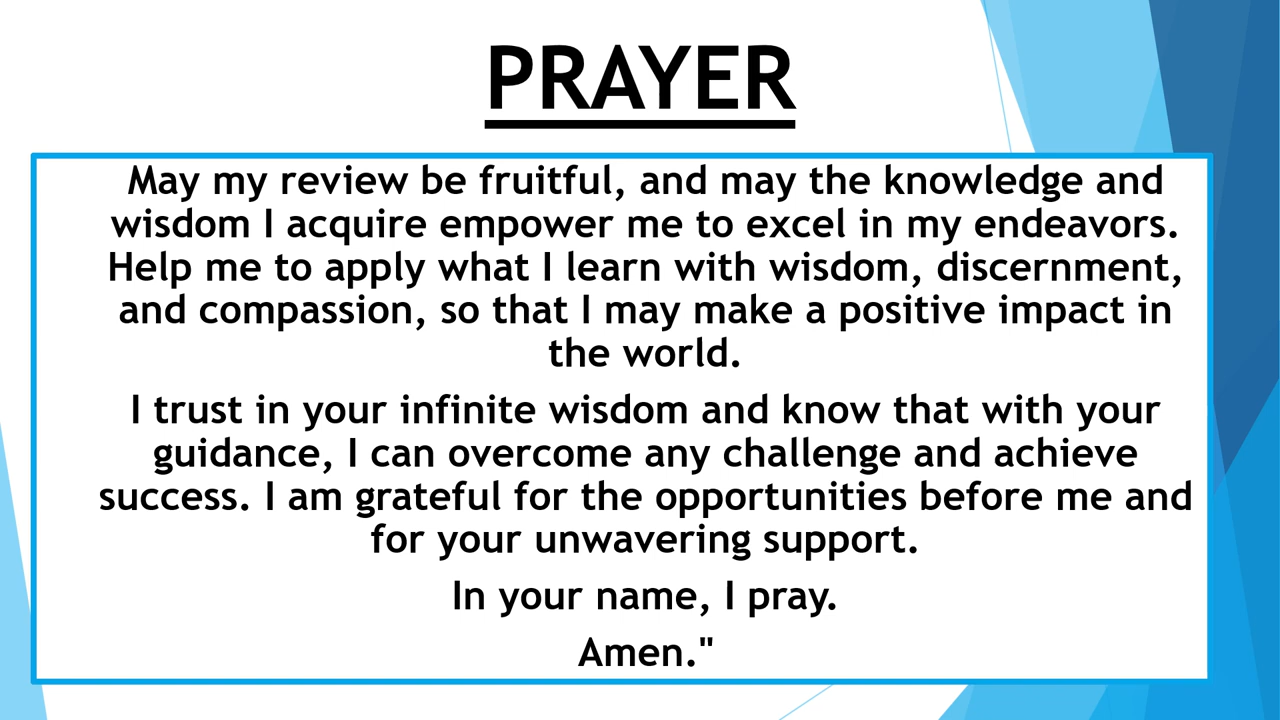 PRAYER
May my review be fruitful, and may the knowledge and
wisdom I acquire empower me to excel in my endeavors.
Help me to apply what I learn with wisdom, discernment,
and compassion, so that I may make a positive impact in
the world.
I trust in your infinite wisdom and know that with your
guidance, I can overcome any challenge and achieve
success. I am grateful for the opportunities before me and
for your unwavering support.
In your name, I pray.
Amen."